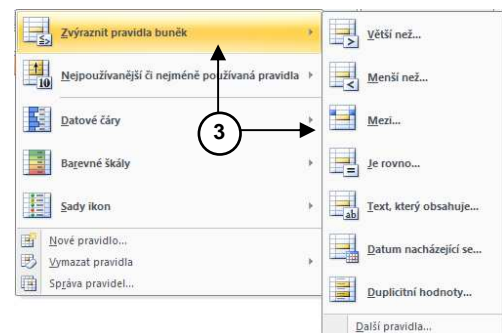 Zvýraznit pravidla buněk
Nejpoužívanější či nejméně používaná pravidla
Datové čáry
Barevné škály
Sady ikon
Nové pravidlo...
Vymazat pravidla
Správa pravidel...
3
Větší než...
Menší než...
Mezi...
Je rovno...
Text, který obsahuje...
Datum nacházející se...
Duplicitní hodnoty...
Další pravidla...